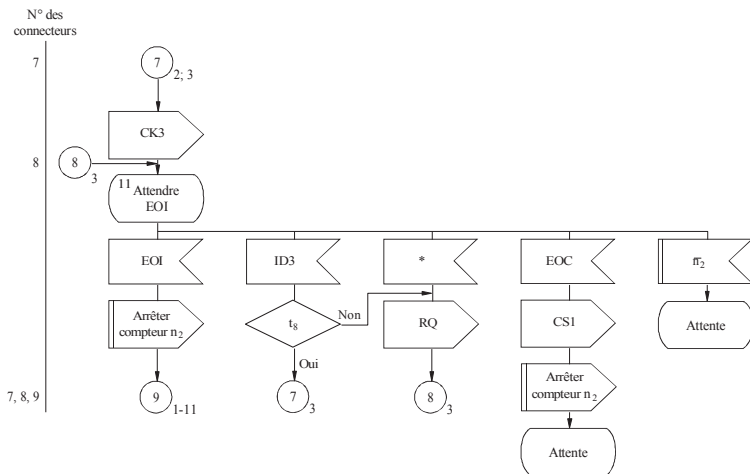 N° des
connecteurs
7
7
2; 3
CK3
8
8
3
11
Attendre
EOI
EOI
ID3
*
EOC
n̅₂
Arrêter
compteur n₂
t₈
Non
RQ
CS1
Attente
Oui
7, 8, 9
9
1-11
7
3
8
3
Arrêter
compteur n₂
Attente